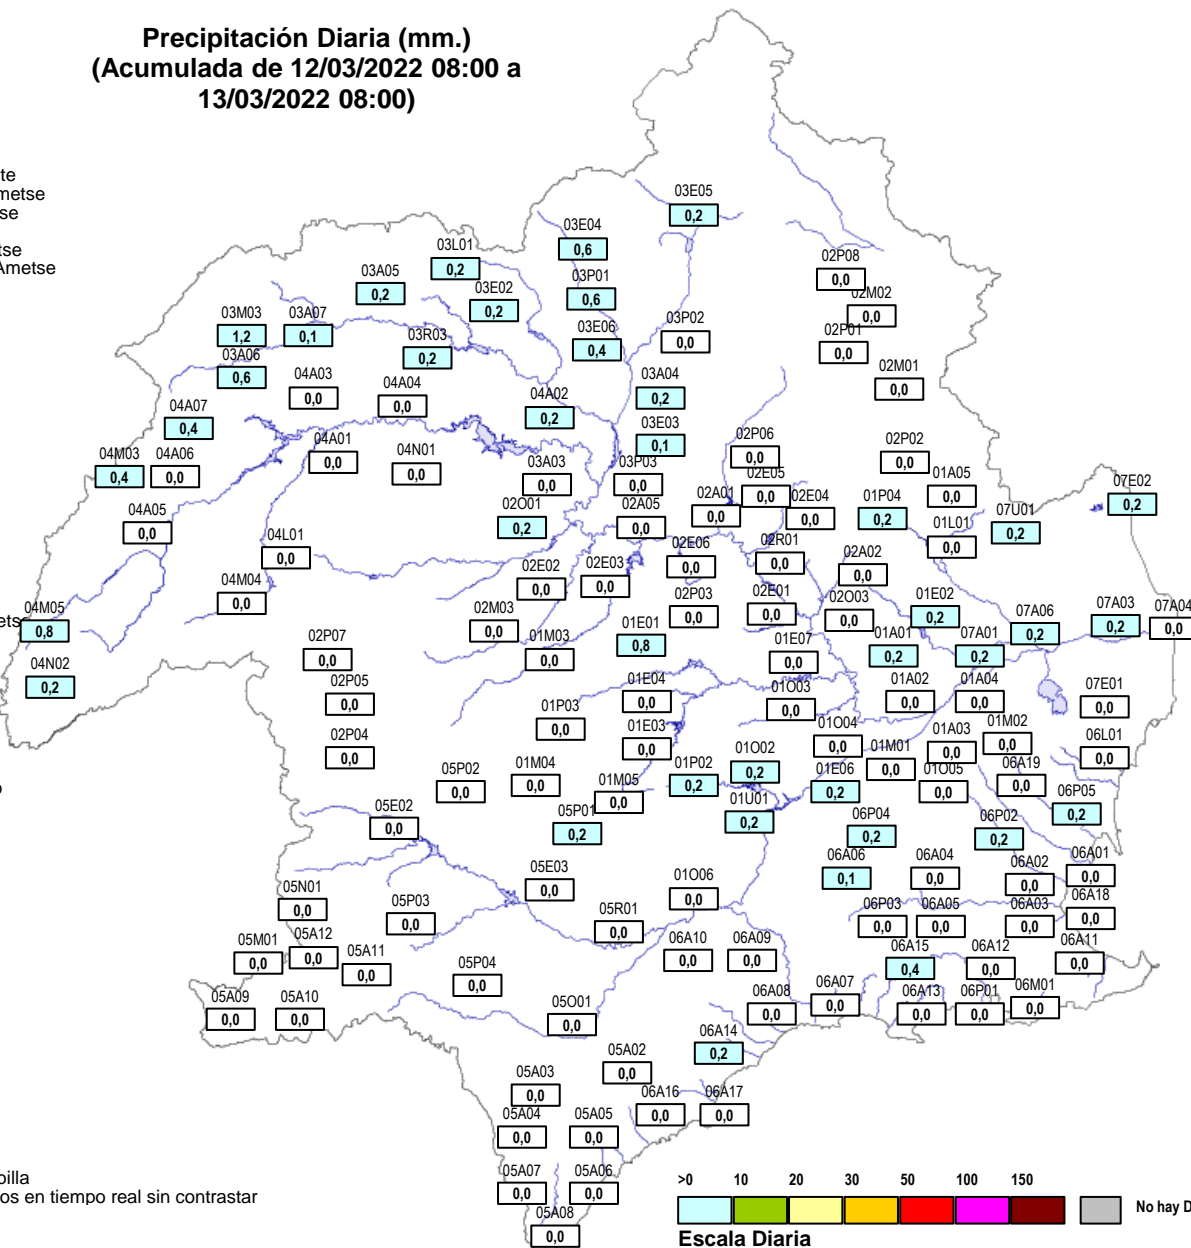 Precipitación Diaria (mm.)
(Acumulada de 12/03/2022 08:00 a
13/03/2022 08:00)
te
metse
se
tse
Ametse
03E05
0,2
03E04
0,6
03L01
0,2
02P08
0,0
03A05
0,2
03E02
0,2
03P01
0,6
02M02
0,0
03M03
1,2
03A07
0,1
03R03
0,2
03E06
0,4
03P02
0,0
02P01
0,0
03A06
0,6
04A03
0,0
04A04
0,0
04A02
0,2
03A04
0,2
02M01
0,0
04A07
0,4
03E03
0,1
04A01
0,0
04N01
0,0
02P06
0,0
02P02
0,0
04M03
0,4
04A06
0,0
03A03
0,0
03P03
0,0
02E05
0,0
01A05
0,0
07E02
0,2
04A05
0,0
02O01
0,2
02A05
0,0
02A01
0,0
02E04
0,0
01P04
0,2
07U01
0,2
04L01
0,0
01L01
0,0
02E06
0,0
02R01
0,0
02A02
0,0
04M04
0,0
02E02
0,0
02E03
0,0
ets
04M05
0,8
02M03
0,0
02P03
0,0
02E01
0,0
02O03
0,0
01E02
0,2
07A06
0,2
07A03
0,2
07A04
0,0
02P07
0,0
01M03
0,0
01E01
0,8
01E07
0,0
01A01
0,2
07A01
0,2
04N02
0,2
02P05
0,0
01E04
0,0
01O03
0,0
01A02
0,0
01A04
0,0
07E01
0,0
01P03
0,0
02P04
0,0
01E03
0,0
01O04
0,0
01A03
0,0
01M02
0,0
06L01
0,0
05P02
0,0
01M04
0,0
01M05
0,0
01P02
0,2
01O02
0,2
01M01
0,0
01E06
0,2
01O05
0,0
06A19
0,0
05E02
0,0
05P01
0,2
01U01
0,2
06P04
0,2
06P02
0,2
06P05
0,2
05E03
0,0
01O06
0,0
06A06
0,1
06A04
0,0
06A02
0,0
06A01
0,0
05N01
0,0
05P03
0,0
05R01
0,0
06P03
0,0
06A05
0,0
06A03
0,0
06A18
0,0
05M01
0,0
05A12
0,0
05A11
0,0
05P04
0,0
06A10
0,0
06A09
0,0
06A15
0,4
06A12
0,0
06A11
0,0
05A09
0,0
05A10
0,0
05O01
0,0
06A08
0,0
06A07
0,0
06A13
0,0
06P01
0,0
06M01
0,0
06A14
0,2
05A02
0,0
05A03
0,0
06A16
0,0
06A17
0,0
05A04
0,0
05A05
0,0
05A07
0,0
05A06
0,0
05A08
0,0
oilla
os en tiempo real sin contrastar
>0 10 20 30 50 100 150
No hay D
Escala Diaria